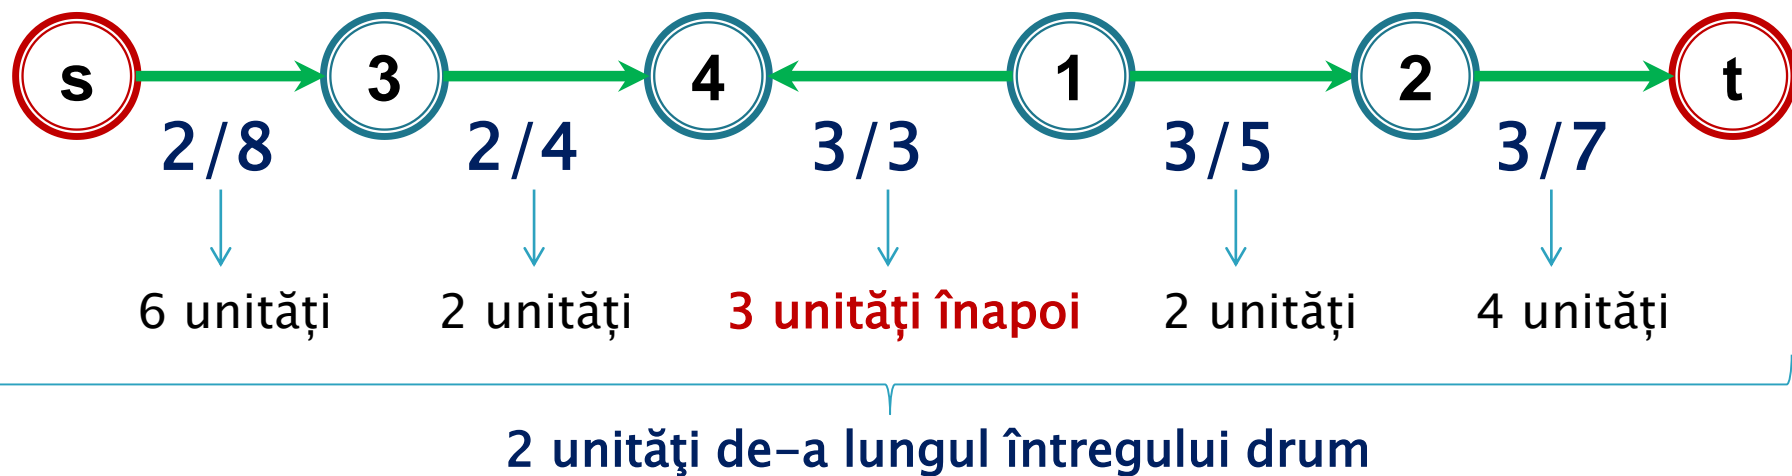 s 3 4 1 2 t
2/8 2/4 3/3 3/5 3/7
6 unități 2 unități 3 unități înapoi 2 unități 4 unități
2 unităţi de-a lungul întregului drum